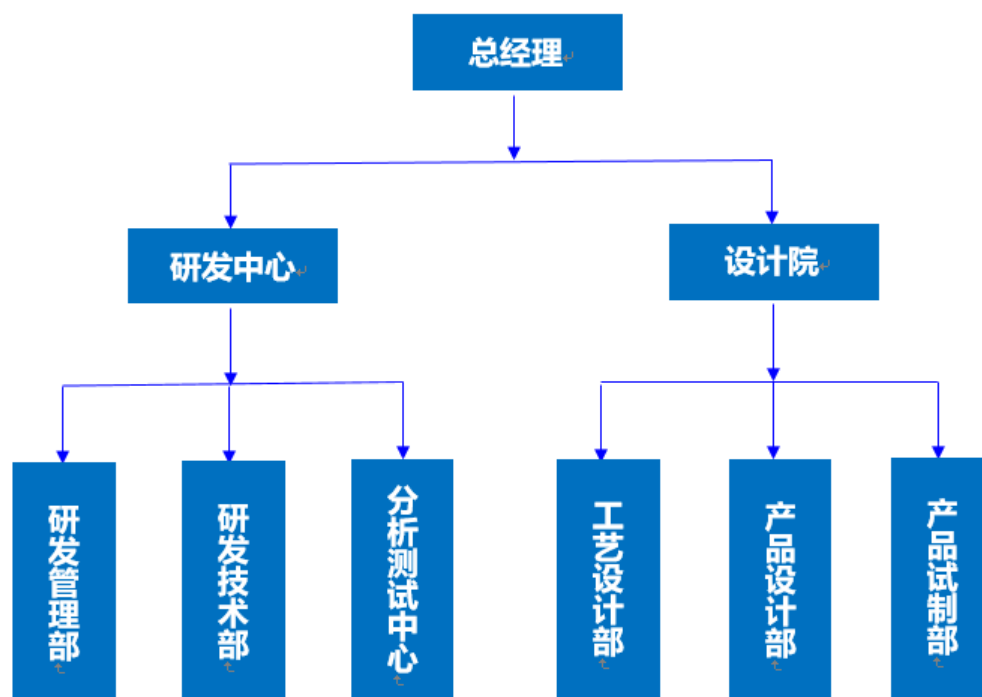 总经理
研发中心
设计院
研发管理部
研发技术部
分析测试中心
工艺设计部
产品设计部
产品试制部